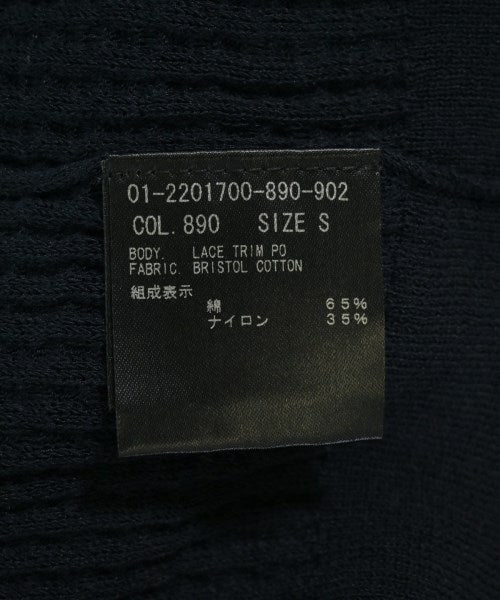 01-2201700-890-902
COL.890 SIZE S
BODY. LACE TRIM PO
FABRIC. BRISTOL COTTON
組成表示
綿 65%
ナイロン 35%